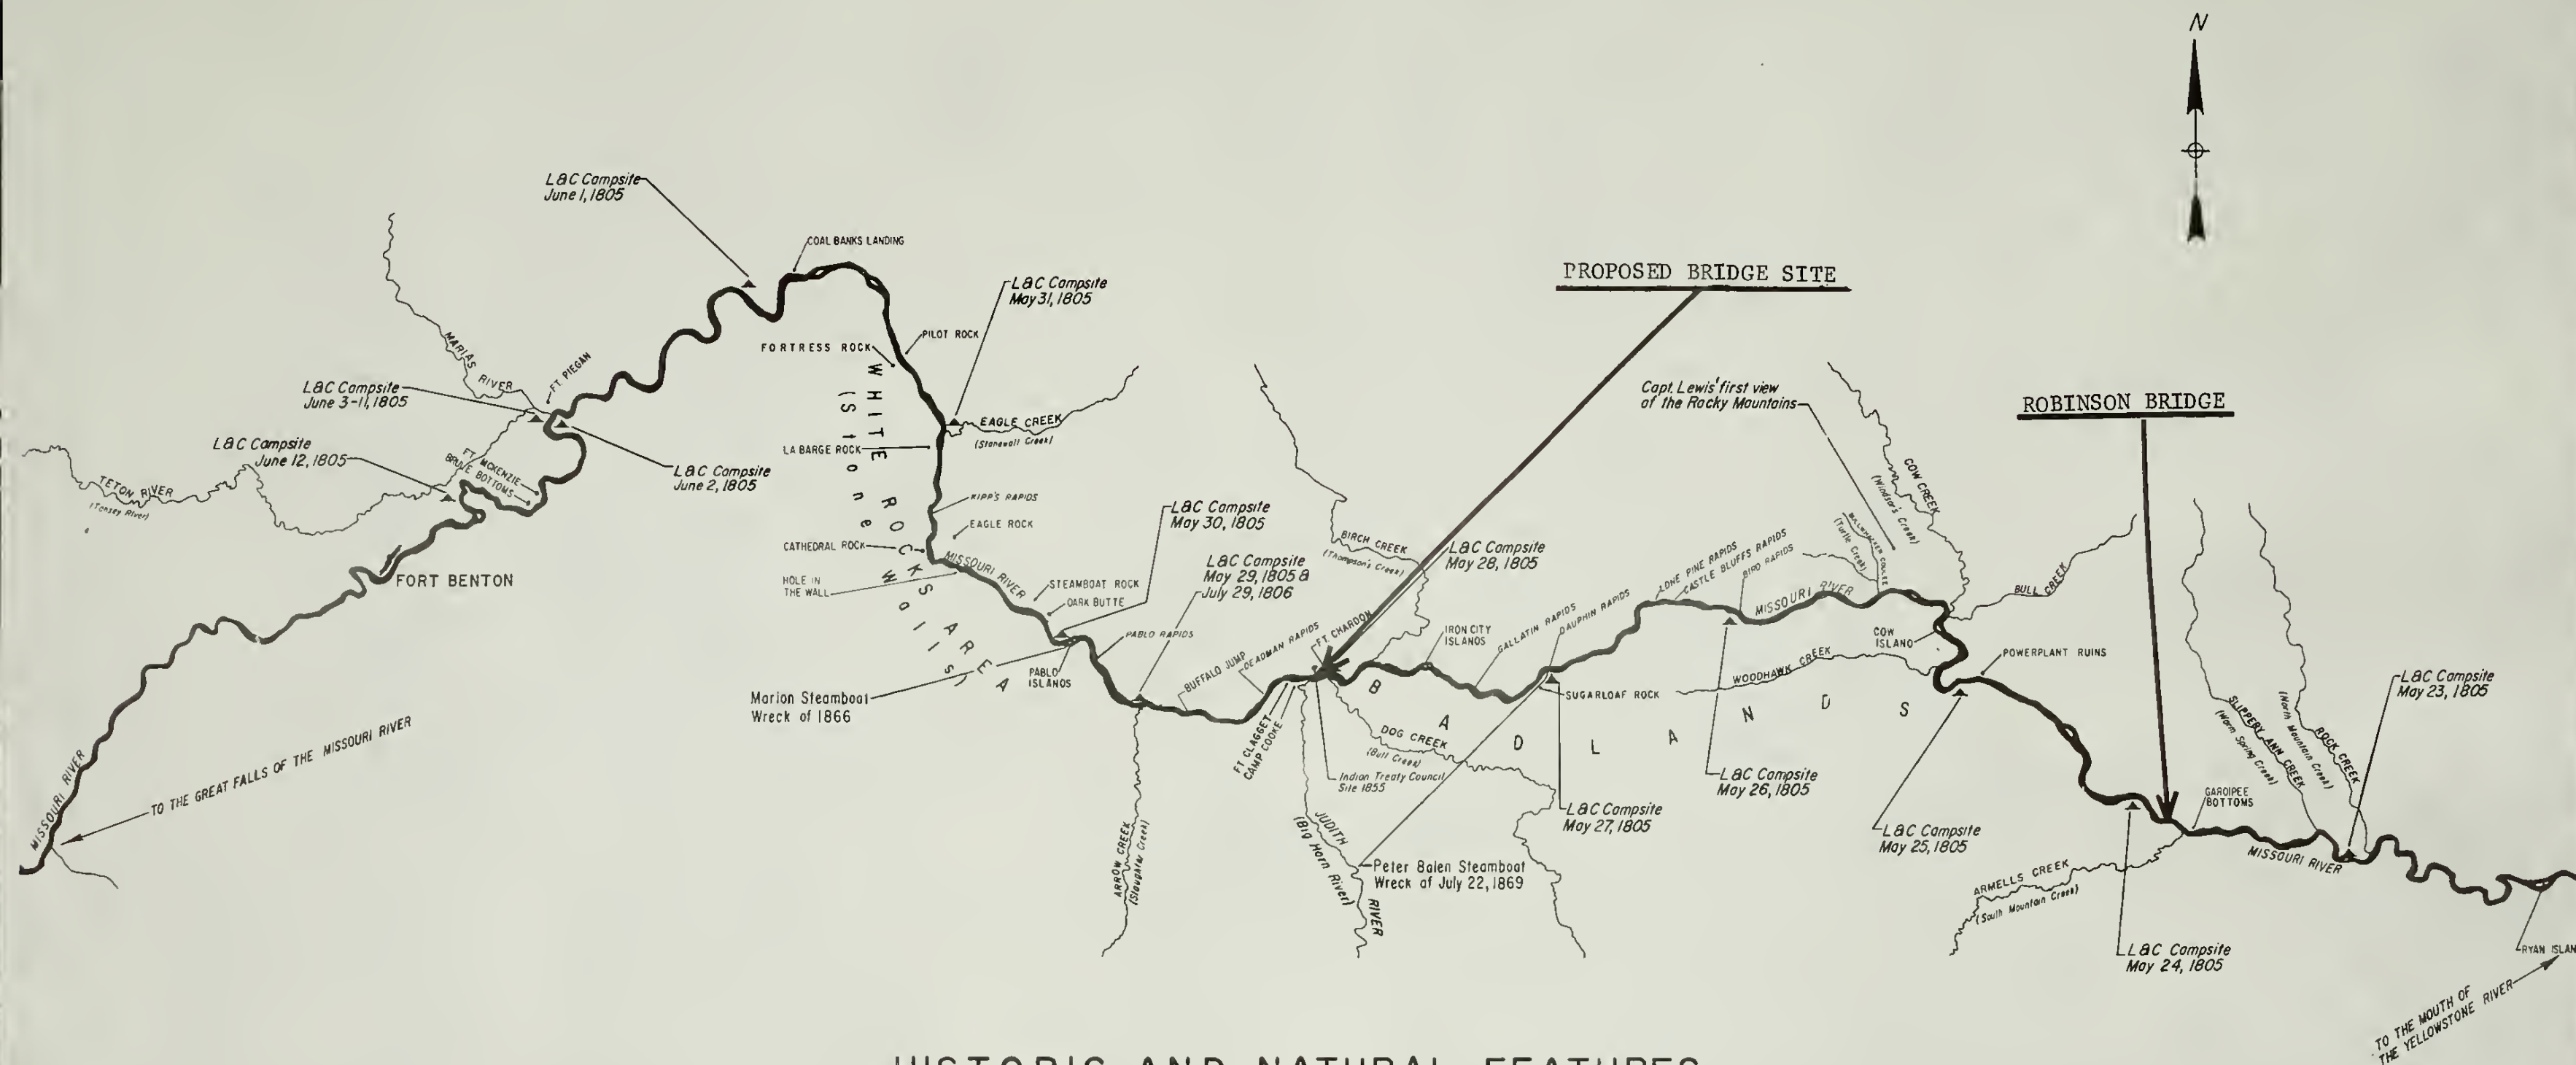 N
L&C Campsite
June 1, 1805
COAL BANKS LANDING
L&C Campsite
May 31, 1805
PROPOSED BRIDGE SITE
PILOT ROCK
FORTRESS ROCK
MARIAS RIVER
FT. PIEGAN
L&C Campsite
June 3-11, 1805
Capt. Lewis' first view
of the Rocky Mountains
ROBINSON BRIDGE
WHITE ROCKS AREA
(Stone Walls)
EAGLE CREEK
(Stonewall Creek)
L&C Campsite
June 12, 1805
LA BARGE ROCK
FT. MCKENZIE
BRULE BOTTOMS
L&C Campsite
June 2, 1805
TETON RIVER
(Tansey River)
KIPP'S RAPIDS
EAGLE ROCK
CATHEDRAL ROCK
L&C Campsite
May 30, 1805
COW CREEK
(Windsor's Creek)
BULLWHACKER COULEE
(Turtle Creek)
BIRCH CREEK
(Thompson's Creek)
L&C Campsite
May 28, 1805
L&C Campsite
May 29, 1805 &
July 29, 1806
MISSOURI RIVER
HOLE IN
THE WALL
STEAMBOAT ROCK
DARK BUTTE
FORT BENTON
LONE PINE RAPIDS
CASTLE BLUFFS RAPIDS
BIRD RAPIDS
MISSOURI RIVER
BULL CREEK
PABLO RAPIDS
PABLO
ISLANDS
BUFFALO JUMP
DEADMAN RAPIDS
FT. CHARDON
IRON CITY
ISLANDS
GALLATIN RAPIDS
DAUPHIN RAPIDS
COW
ISLAND
POWERPLANT RUINS
WOODHAWK CREEK
SUGARLOAF ROCK
BADLANDS
Marion Steamboat
Wreck of 1866
L&C Campsite
May 23, 1805
SLIPPERY ANN CREEK
(Warm Spring Creek)
ROCK CREEK
(North Mountain Creek)
FT CLAGGET
CAMP COOKE
DOG CREEK
(Bull Creek)
Indian Treaty Council
Site 1855
L&C Campsite
May 26, 1805
L&C Campsite
May 27, 1805
L&C Campsite
May 25, 1805
MISSOURI RIVER
TO THE GREAT FALLS OF THE MISSOURI RIVER
GAROIPEE
BOTTOMS
ARROW CREEK
(Slaughter Creek)
JUDITH RIVER
(Big Horn River)
Peter Balen Steamboat
Wreck of July 22, 1869
MISSOURI RIVER
ARMELLS CREEK
(South Mountain Creek)
L&C Campsite
May 24, 1805
RYAN ISLAN
TO THE MOUTH OF
THE YELLOWSTONE RIVER
HISTORIC AND NATURAL FEATURES